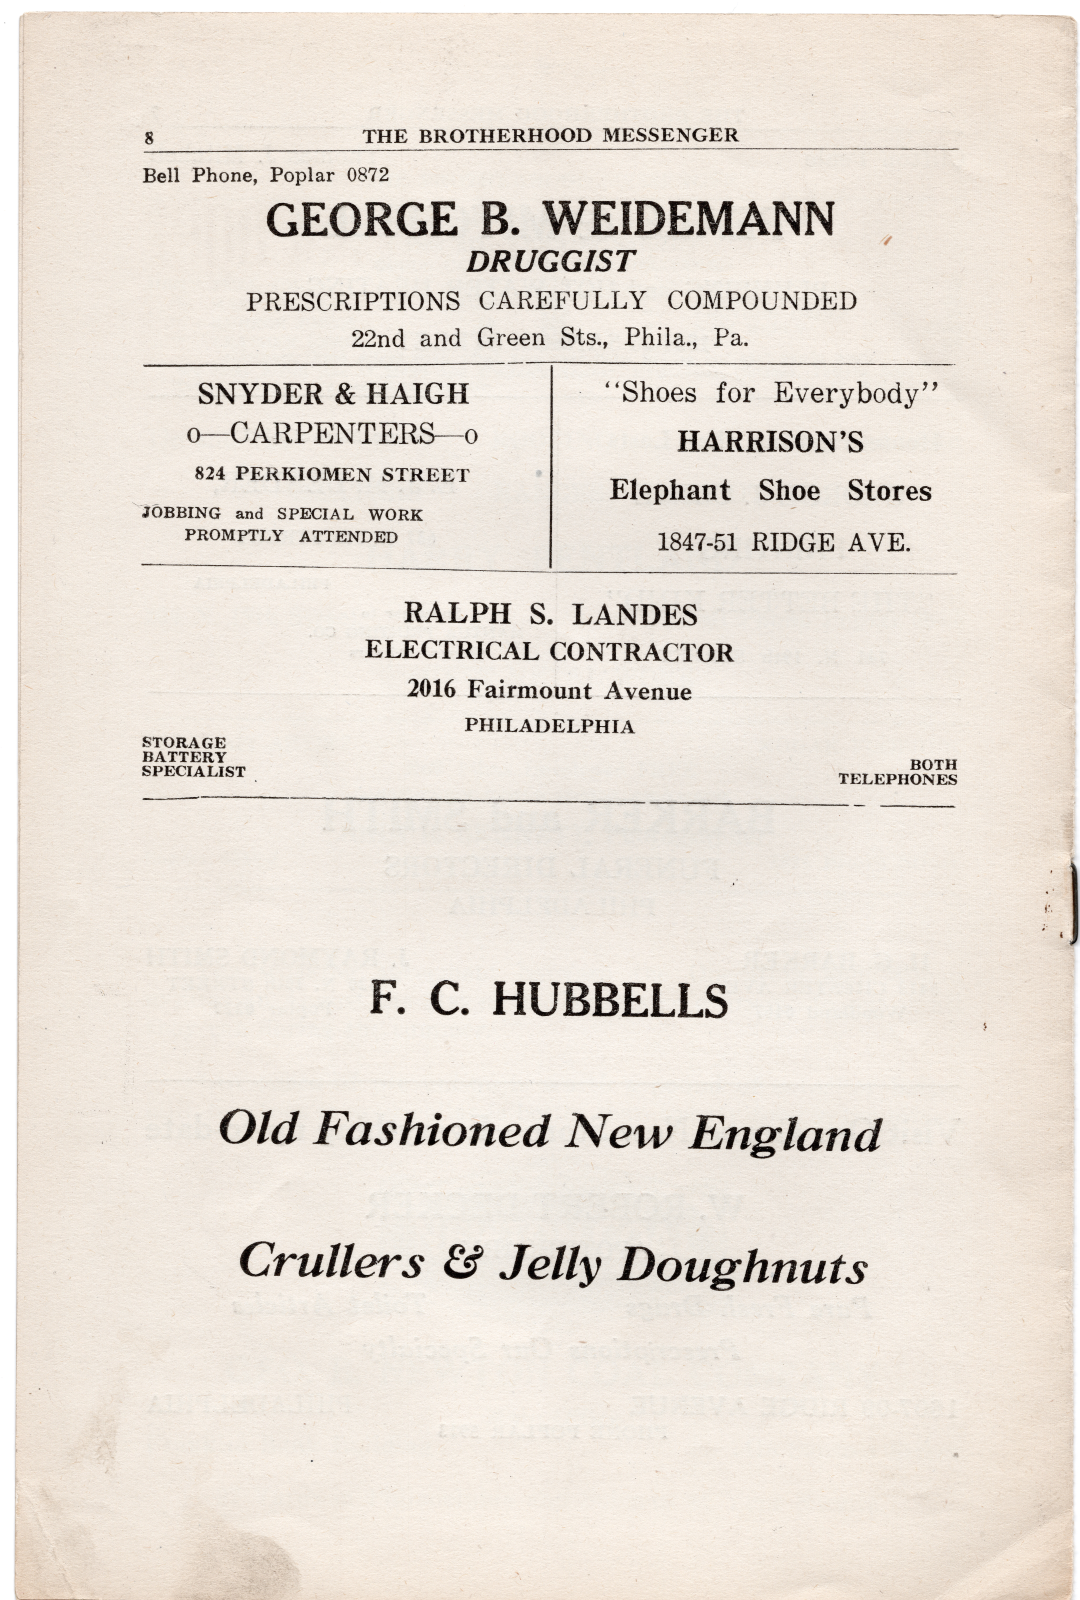 8 THE BROTHERHOOD MESSENGER
Bell Phone, Poplar 0872
GEORGE B. WEIDEMANN
DRUGGIST
PRESCRIPTIONS CAREFULLY COMPOUNDED
22nd and Green Sts., Phila., Pa.
SNYDER & HAIGH
o—CARPENTERS—o
824 PERKIOMEN STREET
JOBBING and SPECIAL WORK
PROMPTLY ATTENDED
"Shoes for Everybody"
HARRISON'S
Elephant Shoe Stores
1847-51 RIDGE AVE.
RALPH S. LANDES
ELECTRICAL CONTRACTOR
2016 Fairmount Avenue
PHILADELPHIA
STORAGE
BATTERY
SPECIALIST
BOTH
TELEPHONES
F. C. HUBBELLS
Old Fashioned New England
Crullers & Jelly Doughnuts